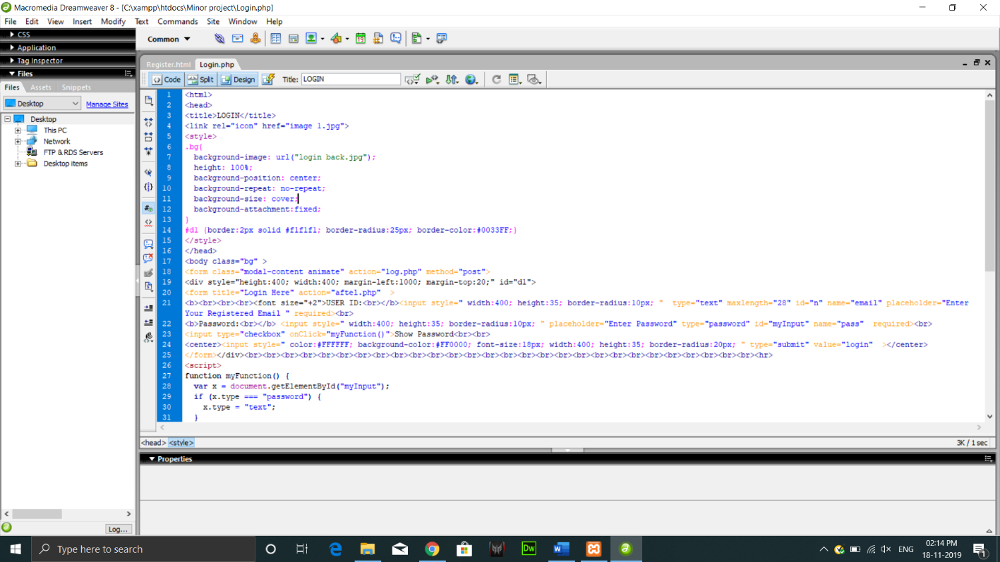 Macromedia Dreamweaver 8 - [C:\xampp\htdocs\Minor project\Login.php]
File Edit View Insert Modify Text Commands Site Window Help
CSS
Application
Tag Inspector
Files
Files Assets Snippets
Desktop Manage Sites
Desktop
This PC
Network
FTP & RDS Servers
Desktop items
Log...
Common
19
Register.html Login.php
Code Split Design Title: LOGIN
1 <html>
2 <head>
3 <title>LOGIN</title>
4 <link rel="icon" href="image 1.jpg">
5 <style>
6 .bg{
7 background-image: url("login back.jpg");
8 height: 100%;
9 background-position: center;
10 background-repeat: no-repeat;
11 background-size: cover;
12 background-attachment:fixed;
13 }
14 #d1 {border:2px solid #f1f1f1; border-radius:25px; border-color:#0033FF;}
15 </style>
16 </head>
17 <body class="bg" >
18 <form class="modal-content animate" action="log.php" method="post">
19 <div style="height:400; width:400; margin-left:1000; margin-top:20;" id="d1">
20 <form title="Login Here" action="aftel.php" >
21 <b><br><br><br><br><font size="+2">USER ID:<br></b><input style=" width:400; height:35; border-radius:10px; " type="text" maxlength="28" id="n" name="email" placeholder="Enter
Your Registered Email " required><br>
22 <b>Password:<br></b> <input style=" width:400; height:35; border-radius:10px; " placeholder="Enter Password" type="password" id="myInput" name="pass" required><br>
23 <input type="checkbox" onClick="myFunction()">Show Password<br><br>
24 <center><input style=" color:#FFFFFF; background-color:#FF0000; font-size:18px; width:400; height:35; border-radius:20px; " type="submit" value="login" ></center>
25 </form></div><br><br><br><br><br><br><br><br><br><br><br><br><br><br><br><br><br><br><br><br><br><br><br><br><br><br><br><br><hr>
26 <script>
27 function myFunction() {
28 var x = document.getElementById("myInput");
29 if (x.type === "password") {
30 x.type = "text";
31 }
<head> <style> 3K / 1 sec
Properties
Type here to search
Dw
ENG
02:14 PM
18-11-2019
1